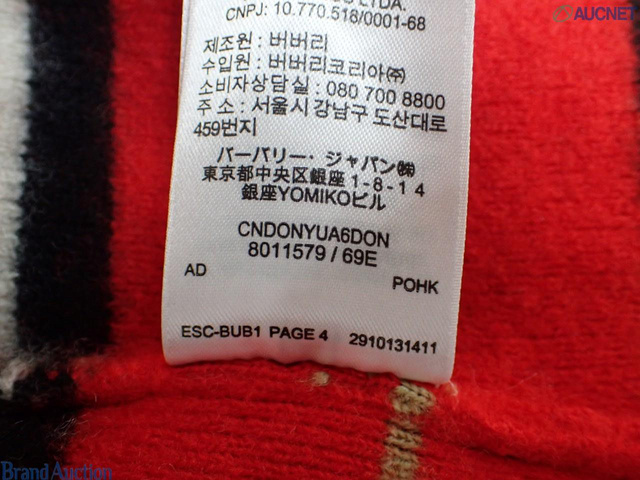 LTDA.
CNPJ: 10.770.518/0001-68
제조원 : 버버리
수입원 : 버버리코리아㈜
소비자상담실 : 080 700 8800
주 소 : 서울시 강남구 도산대로
459번지
バーバリー・ジャパン㈱
東京都中央区銀座1-8-14
銀座YOMIKOビル
CNDONYUA6DON
8011579 / 69E
AD
POHK
ESC-BUB1 PAGE 4 2910131411
AUCNET
Brand Auction